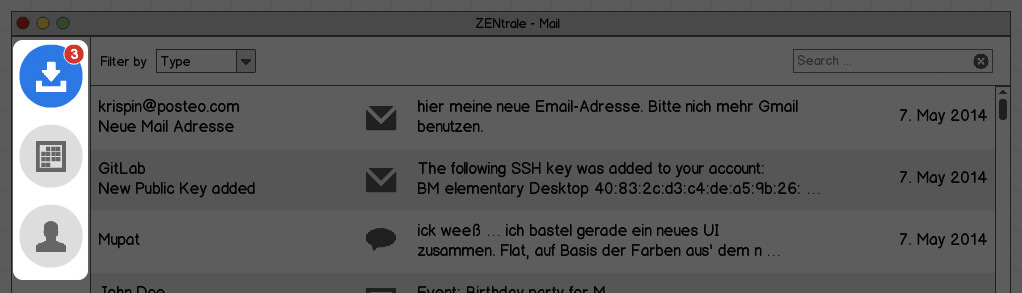 ZENtrale - Mail
3
Filter by
Type
Search ...
krispin@posteo.com
Neue Mail Adresse
hier meine neue Email-Adresse. Bitte nich mehr Gmail
benutzen.
7. May 2014
GitLab
New Public Key added
The following SSH key was added to your account:
BM elementary Desktop 40:83:2c:d3:c4:de:a5:9b:26: ...
7. May 2014
Mupat
ick weeß ... ich bastel gerade ein neues UI
zusammen. Flat, auf Basis der Farben aus' dem n ...
7. May 2014
John Doe
Event: Birthday party for M